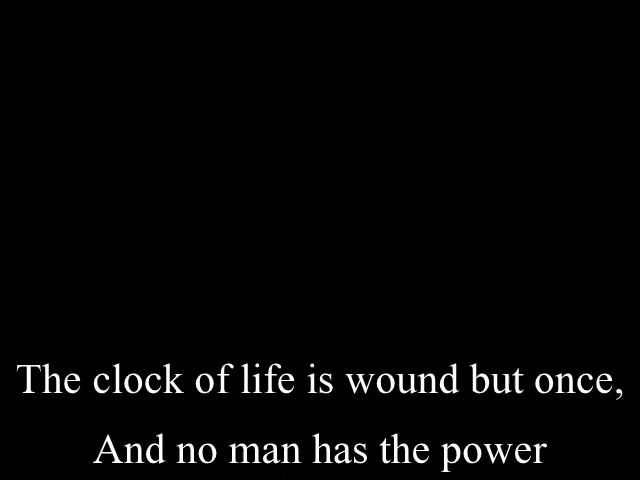 The clock of life is wound but once,
And no man has the power